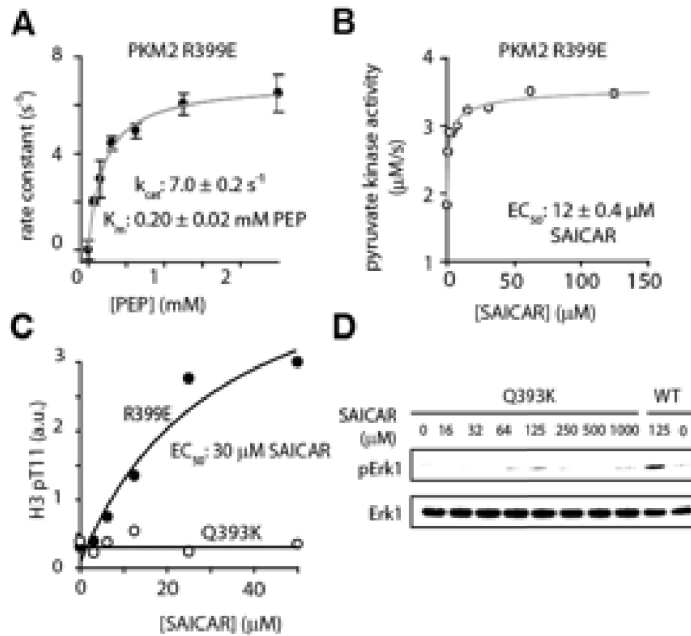 A
PKM2 R399E
8
6
4
2
0
rate constant (s⁻¹)
k_cat: 7.0 ± 0.2 s⁻¹
K_m: 0.20 ± 0.02 mM PEP
0 1 2
[PEP] (mM)
B
PKM2 R399E
4
3
2
1
pyruvate kinase activity
(μM/s)
EC₅₀: 12 ± 0.4 μM
SAICAR
0 50 100 150
[SAICAR] (μM)
C
3
2
1
0
H3 pT11 (a.u.)
R399E
EC₅₀: 30 μM SAICAR
Q393K
0 20 40
[SAICAR] (μM)
D
Q393K WT
SAICAR
(μM)
0 16 32 64 125 250 500 1000 125 0
pErk1
Erk1